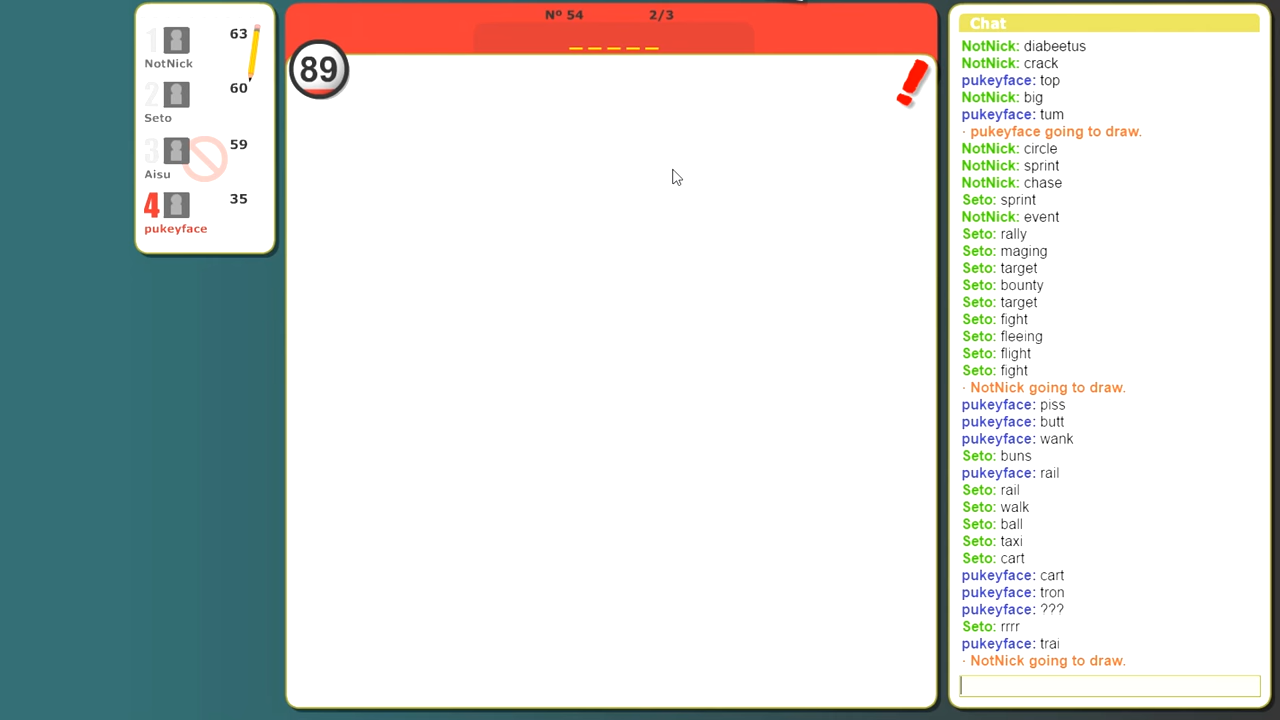 1 63
NotNick
2 60
Seto
3 59
Aisu
4 35
pukeyface
Nº 54 2/3
_ _ _ _ _
89
!
Chat
NotNick: diabeetus
NotNick: crack
pukeyface: top
NotNick: big
pukeyface: tum
· pukeyface going to draw.
NotNick: circle
NotNick: sprint
NotNick: chase
Seto: sprint
NotNick: event
Seto: rally
Seto: maging
Seto: target
Seto: bounty
Seto: target
Seto: fight
Seto: fleeing
Seto: flight
Seto: fight
· NotNick going to draw.
pukeyface: piss
pukeyface: butt
pukeyface: wank
Seto: buns
pukeyface: rail
Seto: rail
Seto: walk
Seto: ball
Seto: taxi
Seto: cart
pukeyface: cart
pukeyface: tron
pukeyface: ???
Seto: rrrr
pukeyface: trai
· NotNick going to draw.